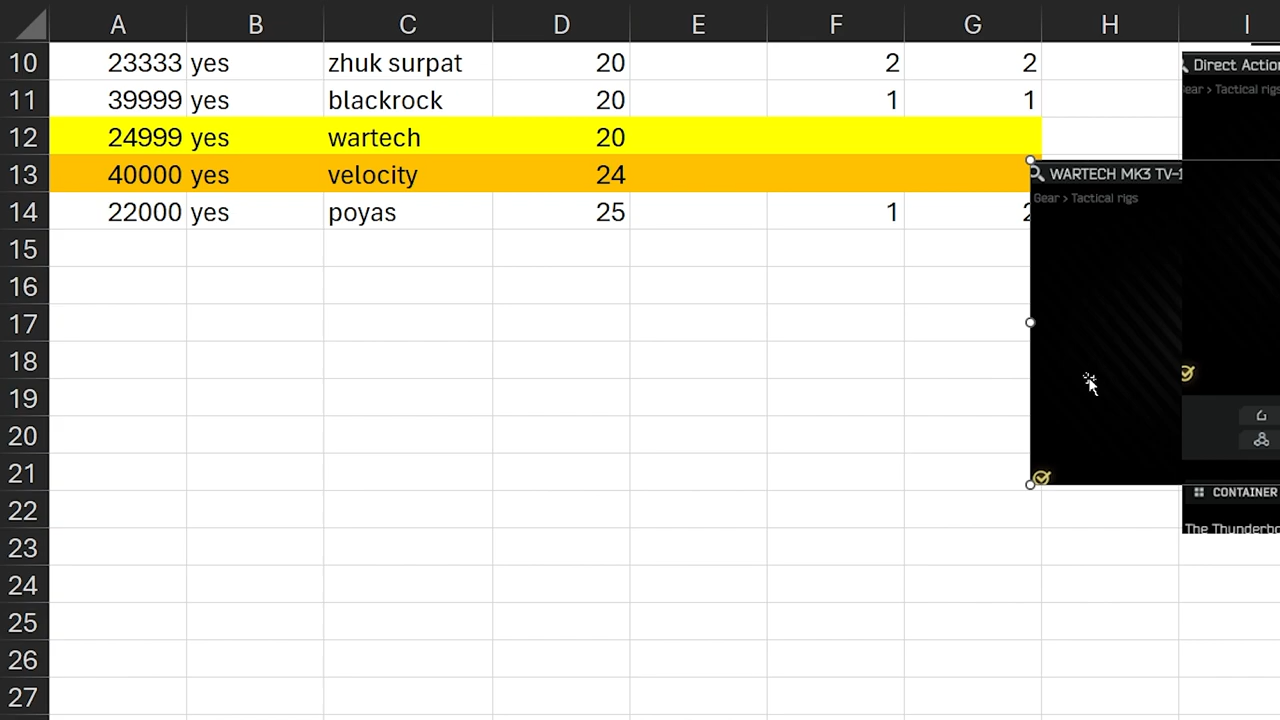 A B C D E F G H I
10 23333 yes zhuk surpat 20 2 2
11 39999 yes blackrock 20 1 1
12 24999 yes wartech 20
13 40000 yes velocity 24
14 22000 yes poyas 25 1 2
15
16
17
18
19
20
21
22
23
24
25
26
27
Direct Action
Gear > Tactical rigs
WARTECH MK3 TV-1
Gear > Tactical rigs
CONTAINER
The Thunderbo